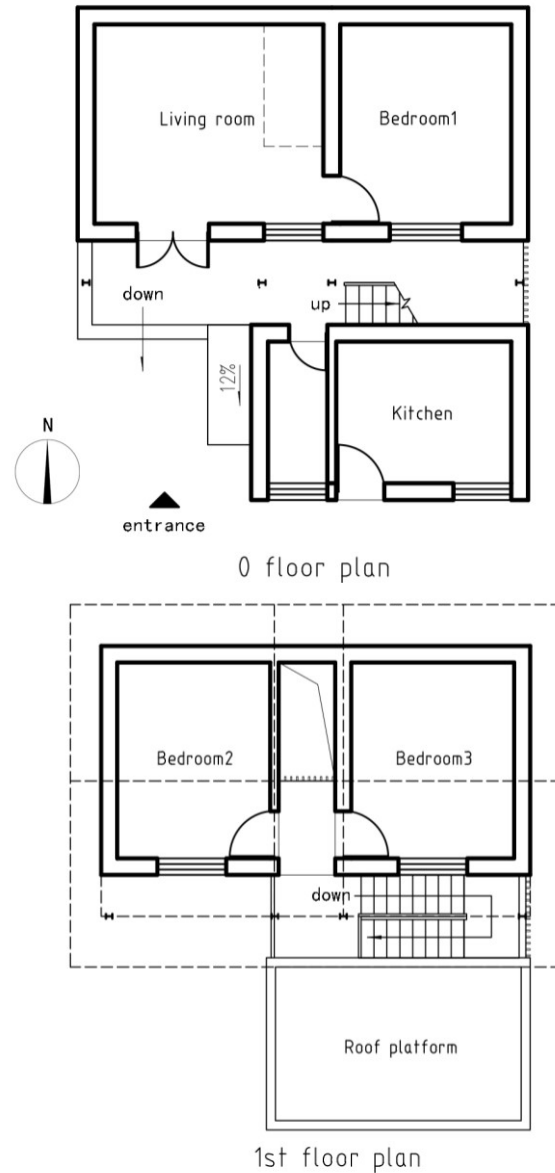 Living room
Bedroom1
down
up
12%
Kitchen
N
entrance
0 floor plan
Bedroom2
Bedroom3
down
Roof platform
1st floor plan